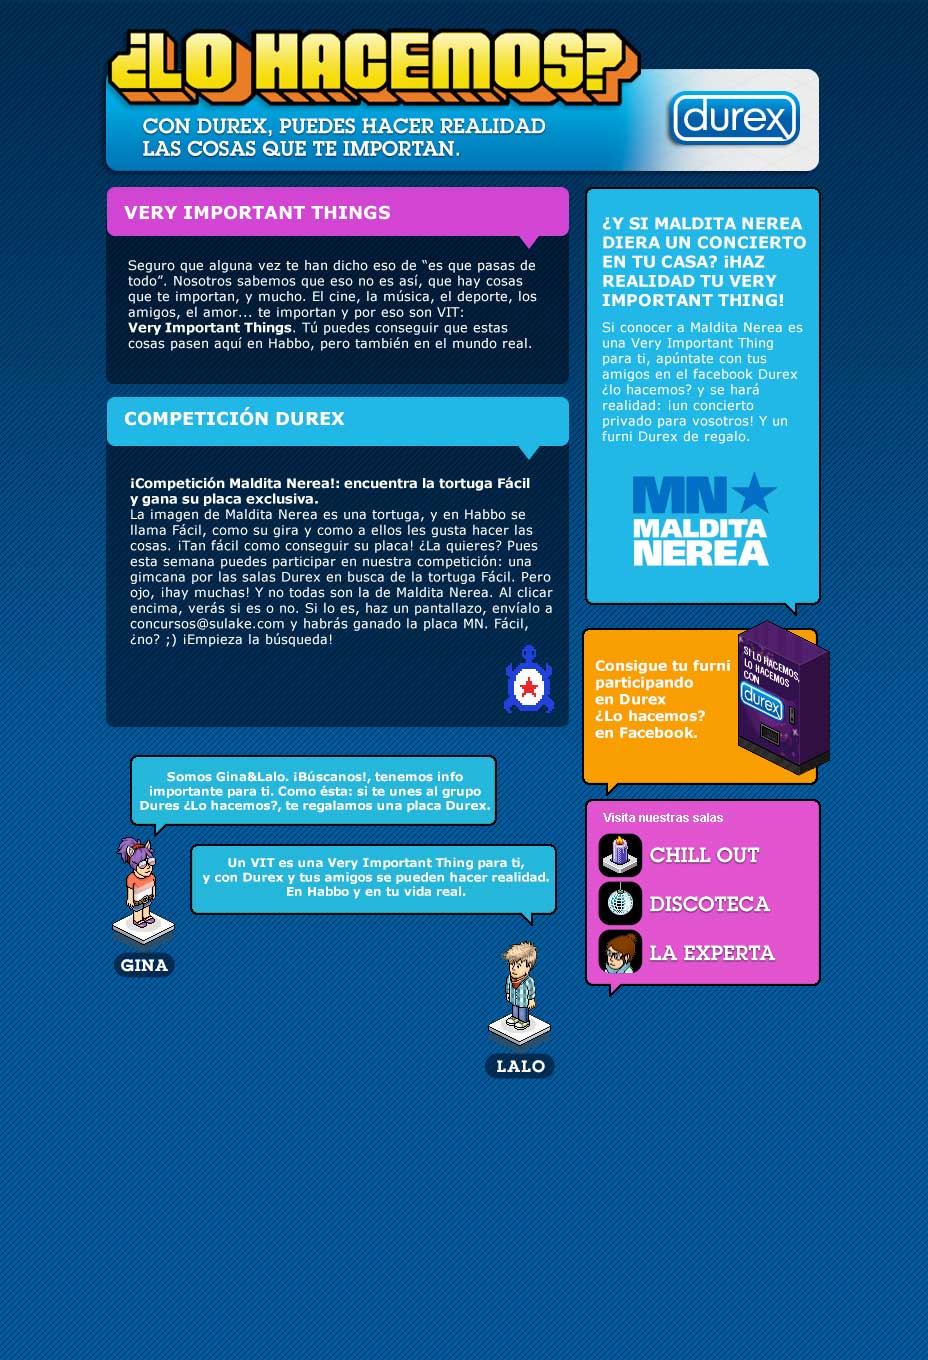 ¿LO HACEMOS?
CON DUREX, PUEDES HACER REALIDAD
LAS COSAS QUE TE IMPORTAN.
durex
VERY IMPORTANT THINGS
Seguro que alguna vez te han dicho eso de “es que pasas de
todo”. Nosotros sabemos que eso no es así, que hay cosas
que te importan, y mucho. El cine, la música, el deporte, los
amigos, el amor... te importan y por eso son VIT:
Very Important Things. Tú puedes conseguir que estas
cosas pasen aquí en Habbo, pero también en el mundo real.
COMPETICIÓN DUREX
¡Competición Maldita Nerea!: encuentra la tortuga Fácil
y gana su placa exclusiva.
La imagen de Maldita Nerea es una tortuga, y en Habbo se
llama Fácil, como su gira y como a ellos les gusta hacer las
cosas. ¡Tan fácil como conseguir su placa! ¿La quieres? Pues
esta semana puedes participar en nuestra competición: una
gimcana por las salas Durex en busca de la tortuga Fácil. Pero
ojo, ¡hay muchas! Y no todas son la de Maldita Nerea. Al clicar
encima, verás si es o no. Si lo es, haz un pantallazo, envíalo a
concursos@sulake.com y habrás ganado la placa MN. Fácil,
¿no? ;) ¡Empieza la búsqueda!
Somos Gina&Lalo. ¡Búscanos!, tenemos info
importante para ti. Como ésta: si te unes al grupo
Dures ¿Lo hacemos?, te regalamos una placa Durex.
Un VIT es una Very Important Thing para ti,
y con Durex y tus amigos se pueden hacer realidad.
En Habbo y en tu vida real.
GINA
LALO
¿Y SI MALDITA NEREA
DIERA UN CONCIERTO
EN TU CASA? ¡HAZ
REALIDAD TU VERY
IMPORTANT THING!
Si conocer a Maldita Nerea es
una Very Important Thing
para ti, apúntate con tus
amigos en el facebook Durex
¿lo hacemos? y se hará
realidad: ¡un concierto
privado para vosotros! Y un
furni Durex de regalo.
MN
MALDITA
NEREA
Consigue tu furni
participando
en Durex
¿Lo hacemos?
en Facebook.
SI LO HACEMOS,
LO HACEMOS
CON
durex
Visita nuestras salas
CHILL OUT
DISCOTECA
LA EXPERTA